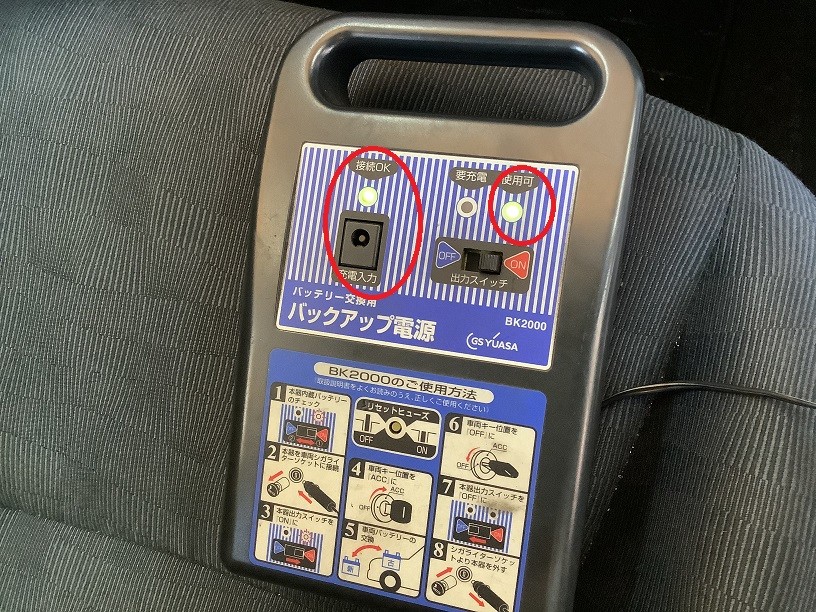 接続OK
要充電
使用可
充電入力
OFF
ON
出力スイッチ
バッテリー交換用
バックアップ電源
BK2000
GS YUASA
BK2000のご使用方法
「取扱説明書をよくお読みのうえ、正しくご使用ください」
1 本器内蔵バッテリー
のチェック
2 本器を車両シガライ
ターソケットに接続
3 本器出力スイッチを
「ON」に
リセットヒューズ
OFF
ON
4 車両キー位置を
「ACC」に
ACC
OFF
5 車両バッテリーの
交換
新
古
6 車両キー位置を
「OFF」に
ACC
OFF
7 本器出力スイッチを
「OFF」に
8 シガライターソケッ
トより本器を外す